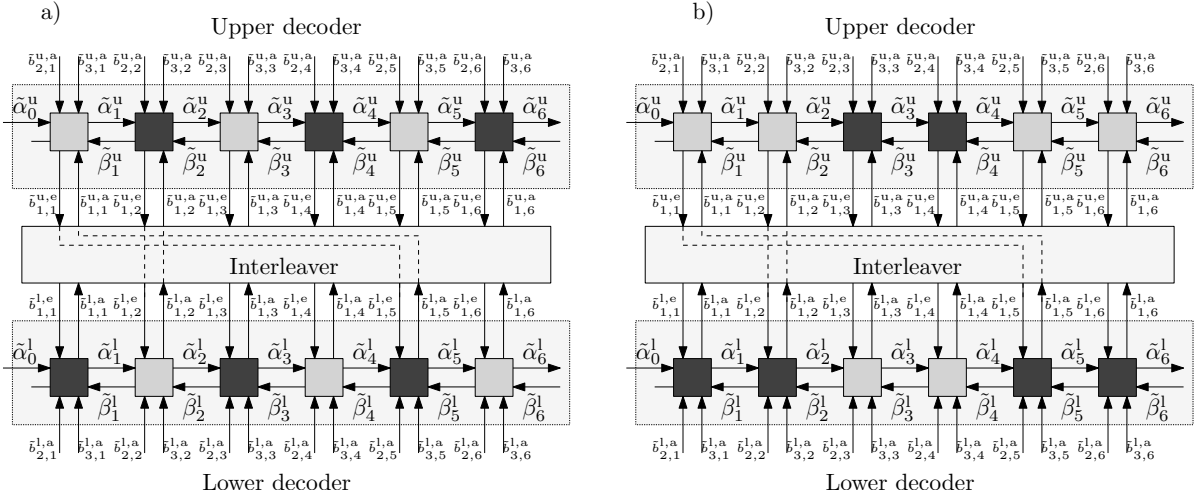 a)
Upper decoder
b̃^{u,a}_{2,1} b̃^{u,a}_{3,1} b̃^{u,a}_{2,2} b̃^{u,a}_{3,2} b̃^{u,a}_{2,3} b̃^{u,a}_{3,3} b̃^{u,a}_{2,4} b̃^{u,a}_{3,4} b̃^{u,a}_{2,5} b̃^{u,a}_{3,5} b̃^{u,a}_{2,6} b̃^{u,a}_{3,6}
α̃^u_0 α̃^u_1 α̃^u_2 α̃^u_3 α̃^u_4 α̃^u_5 α̃^u_6
β̃^u_1 β̃^u_2 β̃^u_3 β̃^u_4 β̃^u_5 β̃^u_6
b̃^{u,e}_{1,1} b̃^{u,a}_{1,1} b̃^{u,e}_{1,2} b̃^{u,a}_{1,2} b̃^{u,e}_{1,3} b̃^{u,a}_{1,3} b̃^{u,e}_{1,4} b̃^{u,a}_{1,4} b̃^{u,e}_{1,5} b̃^{u,a}_{1,5} b̃^{u,e}_{1,6} b̃^{u,a}_{1,6}
Interleaver
b̃^{l,e}_{1,1} b̃^{l,a}_{1,1} b̃^{l,e}_{1,2} b̃^{l,a}_{1,2} b̃^{l,e}_{1,3} b̃^{l,a}_{1,3} b̃^{l,e}_{1,4} b̃^{l,a}_{1,4} b̃^{l,e}_{1,5} b̃^{l,a}_{1,5} b̃^{l,e}_{1,6} b̃^{l,a}_{1,6}
α̃^l_0 α̃^l_1 α̃^l_2 α̃^l_3 α̃^l_4 α̃^l_5 α̃^l_6
β̃^l_1 β̃^l_2 β̃^l_3 β̃^l_4 β̃^l_5 β̃^l_6
b̃^{l,a}_{2,1} b̃^{l,a}_{3,1} b̃^{l,a}_{2,2} b̃^{l,a}_{3,2} b̃^{l,a}_{2,3} b̃^{l,a}_{3,3} b̃^{l,a}_{2,4} b̃^{l,a}_{3,4} b̃^{l,a}_{2,5} b̃^{l,a}_{3,5} b̃^{l,a}_{2,6} b̃^{l,a}_{3,6}
Lower decoder
b)
Upper decoder
b̃^{u,a}_{2,1} b̃^{u,a}_{3,1} b̃^{u,a}_{2,2} b̃^{u,a}_{3,2} b̃^{u,a}_{2,3} b̃^{u,a}_{3,3} b̃^{u,a}_{2,4} b̃^{u,a}_{3,4} b̃^{u,a}_{2,5} b̃^{u,a}_{3,5} b̃^{u,a}_{2,6} b̃^{u,a}_{3,6}
α̃^u_0 α̃^u_1 α̃^u_2 α̃^u_3 α̃^u_4 α̃^u_5 α̃^u_6
β̃^u_1 β̃^u_2 β̃^u_3 β̃^u_4 β̃^u_5 β̃^u_6
b̃^{u,e}_{1,1} b̃^{u,a}_{1,1} b̃^{u,e}_{1,2} b̃^{u,a}_{1,2} b̃^{u,e}_{1,3} b̃^{u,a}_{1,3} b̃^{u,e}_{1,4} b̃^{u,a}_{1,4} b̃^{u,e}_{1,5} b̃^{u,a}_{1,5} b̃^{u,e}_{1,6} b̃^{u,a}_{1,6}
Interleaver
b̃^{l,e}_{1,1} b̃^{l,a}_{1,1} b̃^{l,e}_{1,2} b̃^{l,a}_{1,2} b̃^{l,e}_{1,3} b̃^{l,a}_{1,3} b̃^{l,e}_{1,4} b̃^{l,a}_{1,4} b̃^{l,e}_{1,5} b̃^{l,a}_{1,5} b̃^{l,e}_{1,6} b̃^{l,a}_{1,6}
α̃^l_0 α̃^l_1 α̃^l_2 α̃^l_3 α̃^l_4 α̃^l_5 α̃^l_6
β̃^l_1 β̃^l_2 β̃^l_3 β̃^l_4 β̃^l_5 β̃^l_6
b̃^{l,a}_{2,1} b̃^{l,a}_{3,1} b̃^{l,a}_{2,2} b̃^{l,a}_{3,2} b̃^{l,a}_{2,3} b̃^{l,a}_{3,3} b̃^{l,a}_{2,4} b̃^{l,a}_{3,4} b̃^{l,a}_{2,5} b̃^{l,a}_{3,5} b̃^{l,a}_{2,6} b̃^{l,a}_{3,6}
Lower decoder